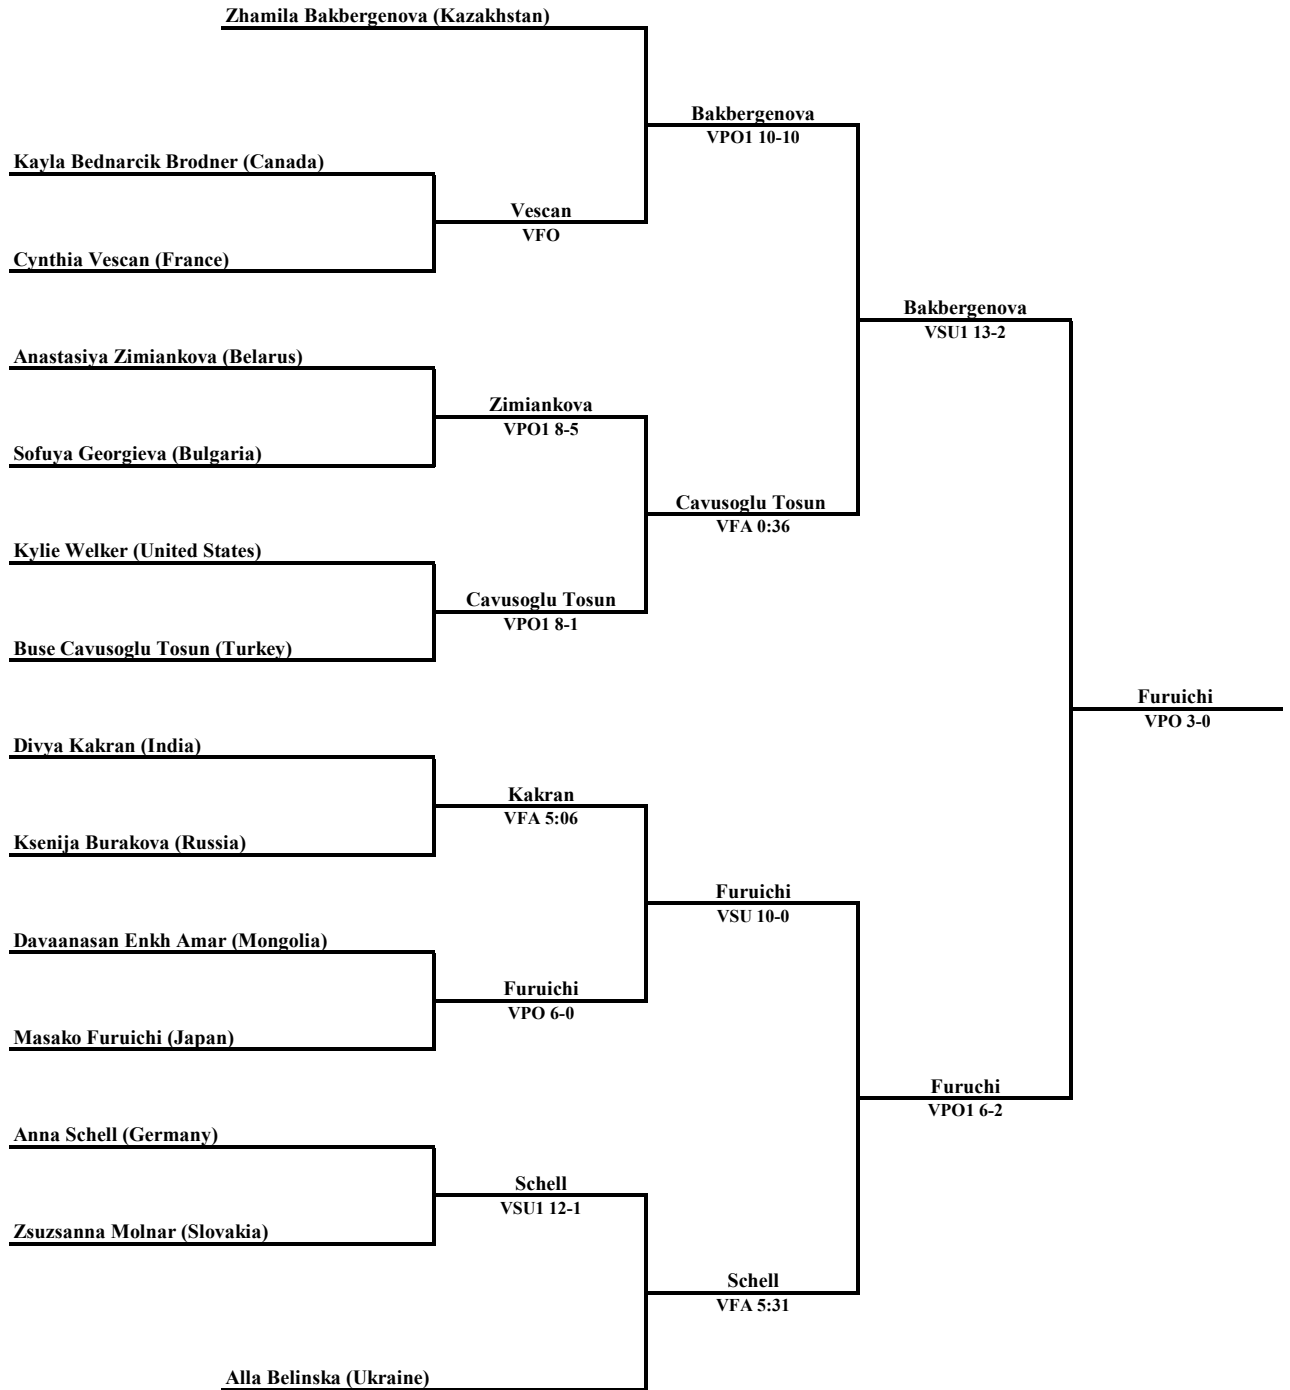 Zhamila Bakbergenova (Kazakhstan)
Bakbergenova
VPO1 10-10
Kayla Bednarcik Brodner (Canada)
Vescan
VFO
Cynthia Vescan (France)
Bakbergenova
VSU1 13-2
Anastasiya Zimiankova (Belarus)
Zimiankova
VPO1 8-5
Sofuya Georgieva (Bulgaria)
Cavusoglu Tosun
VFA 0:36
Kylie Welker (United States)
Cavusoglu Tosun
VPO1 8-1
Buse Cavusoglu Tosun (Turkey)
Furuichi
VPO 3-0
Divya Kakran (India)
Kakran
VFA 5:06
Ksenija Burakova (Russia)
Furuichi
VSU 10-0
Davaanasan Enkh Amar (Mongolia)
Furuichi
VPO 6-0
Masako Furuichi (Japan)
Furuchi
VPO1 6-2
Anna Schell (Germany)
Schell
VSU1 12-1
Zsuzsanna Molnar (Slovakia)
Schell
VFA 5:31
Alla Belinska (Ukraine)